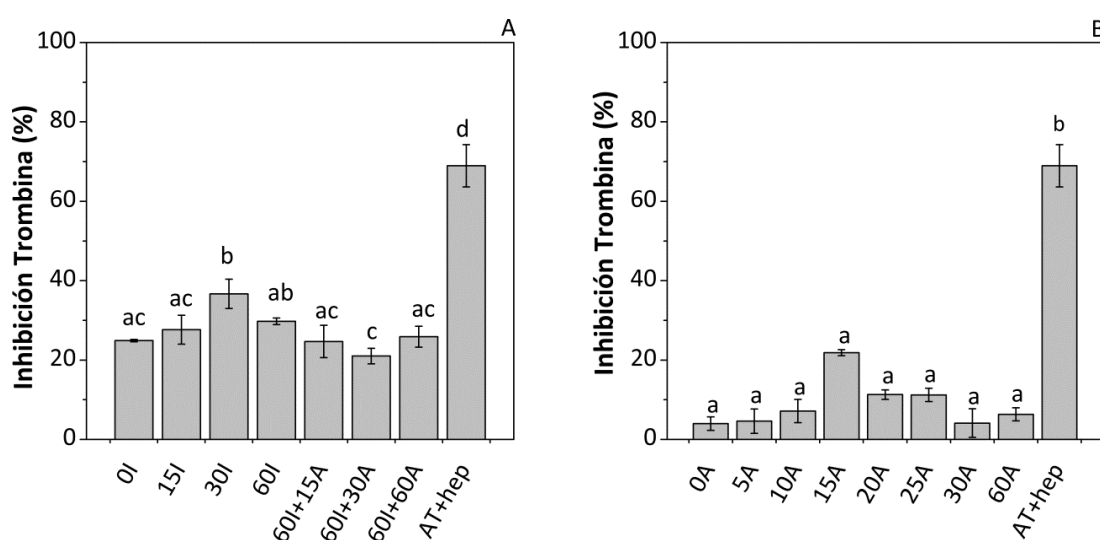 A
Inhibición Trombina (%)
100
80
60
40
20
0
ac
ac
b
ab
ac
c
ac
d
0I
15I
30I
60I
60I+15A
60I+30A
60I+60A
AT+hep
B
Inhibición Trombina (%)
100
80
60
40
20
0
a
a
a
a
a
a
a
a
b
0A
5A
10A
15A
20A
25A
30A
60A
AT+hep